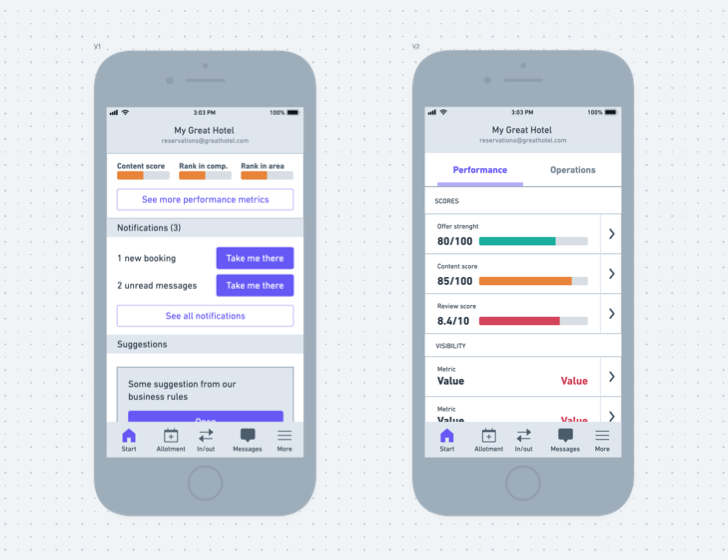 V1
3:03 PM
100%
My Great Hotel
reservations@greathotel.com
Content score
Rank in comp.
Rank in area
See more performance metrics
Notifications (3)
1 new booking
Take me there
2 unread messages
Take me there
See all notifications
Suggestions
Some suggestion from our
business rules
Open
Start
Allotment
In/out
Messages
More
V2
3:03 PM
100%
My Great Hotel
reservations@greathotel.com
Performance
Operations
SCORES
Offer strenght
80/100
Content score
85/100
Review score
8.4/10
VISIBILITY
Metric
Value
Value
Metric
Value
Value
Start
Allotment
In/out
Messages
More